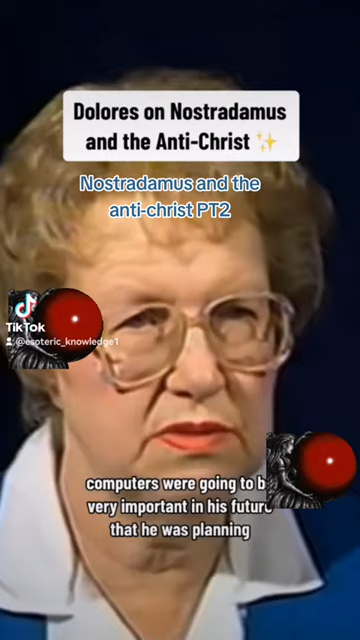 Dolores on Nostradamus
and the Anti-Christ ✨
Nostradamus and the
anti-christ PT2
TikTok
@esoteric_knowledge1
computers were going to b
very important in his future
that he was planning